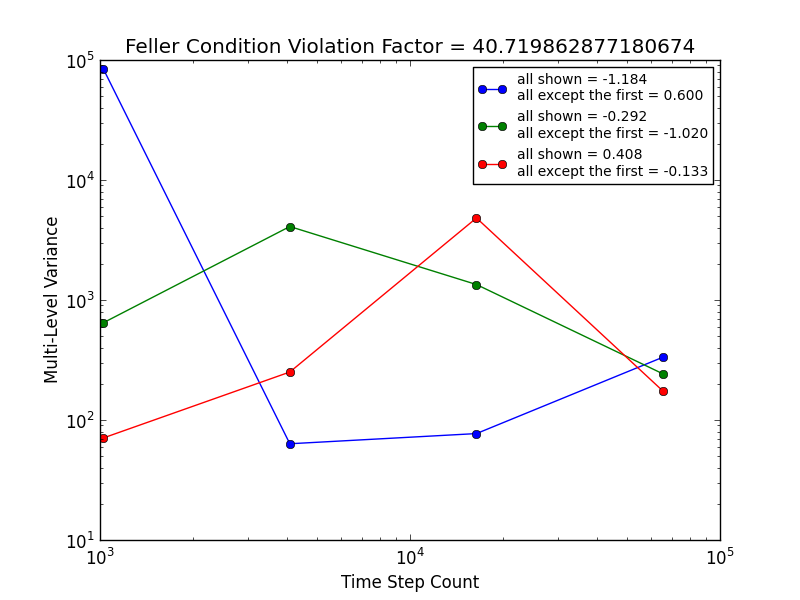 Feller Condition Violation Factor = 40.719862877180674
10^5
all shown = -1.184
all except the first = 0.600
all shown = -0.292
all except the first = -1.020
all shown = 0.408
all except the first = -0.133
10^4
10^3
10^2
10^1
Multi-Level Variance
10^3
10^4
10^5
Time Step Count